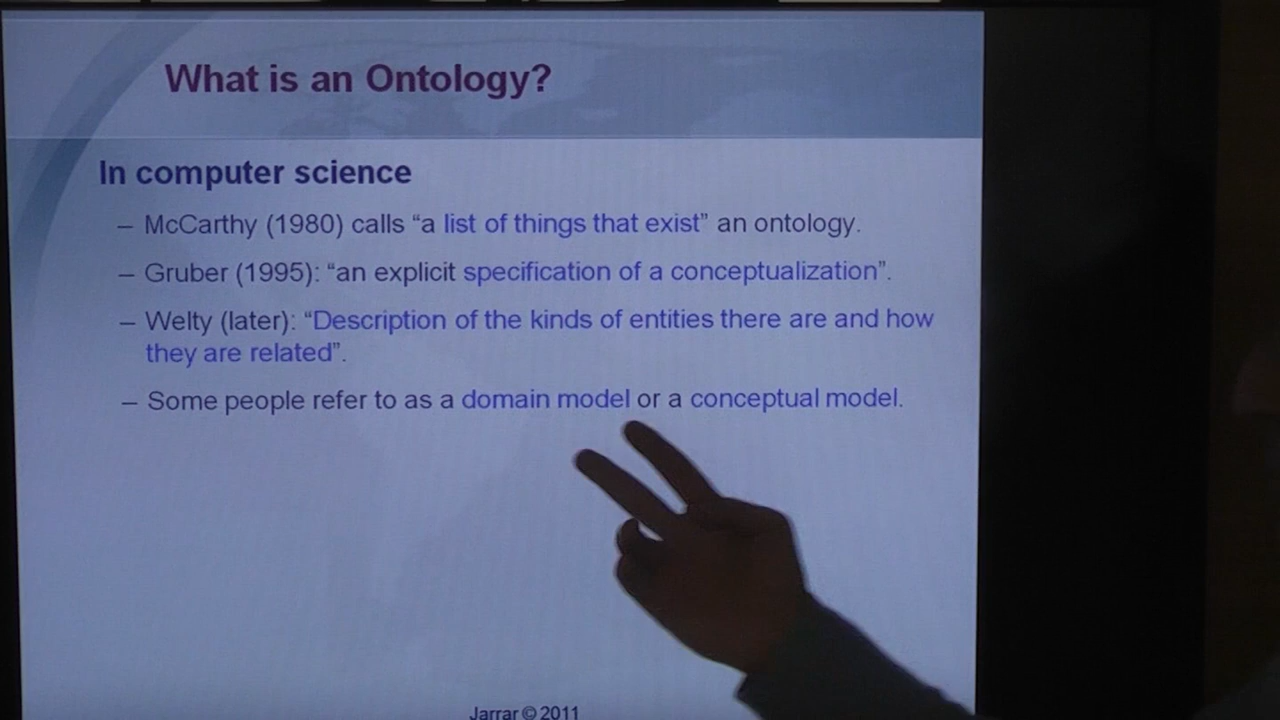 What is an Ontology?
In computer science
– McCarthy (1980) calls “a list of things that exist” an ontology.
– Gruber (1995): “an explicit specification of a conceptualization”.
– Welty (later): “Description of the kinds of entities there are and how
they are related”.
– Some people refer to as a domain model or a conceptual model.
Jarrar © 2011